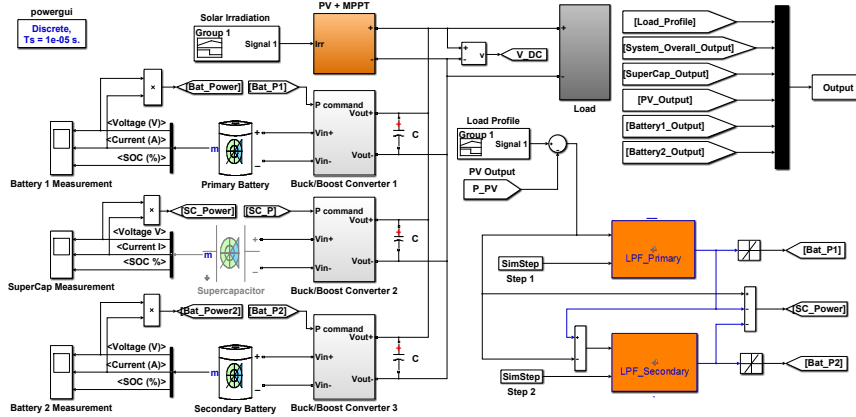 powergui
Discrete,
Ts = 1e-05 s.
Solar Irradiation
Group 1
Signal 1
PV + MPPT
Irr
+
-
+
-
v
V_DC
+
-
Load
[Load_Profile]
[System_Overall_Output]
[SuperCap_Output]
[PV_Output]
[Battery1_Output]
[Battery2_Output]
Output
×
[Bat_Power]
[Bat_P1]
<Voltage (V)>
<Current (A)>
<SOC (%)>
m
+
-
P command
Vin+
Vin-
Vout+
Vout-
+
C
Battery 1 Measurement
Primary Battery
Buck/Boost Converter 1
×
[SC_Power]
[SC_P]
<Voltage V>
<Current I>
<SOC %>
m
+
-
P command
Vin+
Vin-
Vout+
Vout-
+
C
SuperCap Measurement
Supercapacitor
Buck/Boost Converter 2
×
[Bat_Power2]
[Bat_P2]
<Voltage (V)>
<Current (A)>
<SOC (%)>
m
+
-
P command
Vin+
Vin-
Vout+
Vout-
+
C
Battery 2 Measurement
Secondary Battery
Buck/Boost Converter 3
Load Profile
Group 1
Signal 1
+
-
PV Output
P_PV
SimStep
Step 1
LPF_Primary
[Bat_P1]
+
-
-
[SC_Power]
+
-
SimStep
Step 2
LPF_Secondary
[Bat_P2]